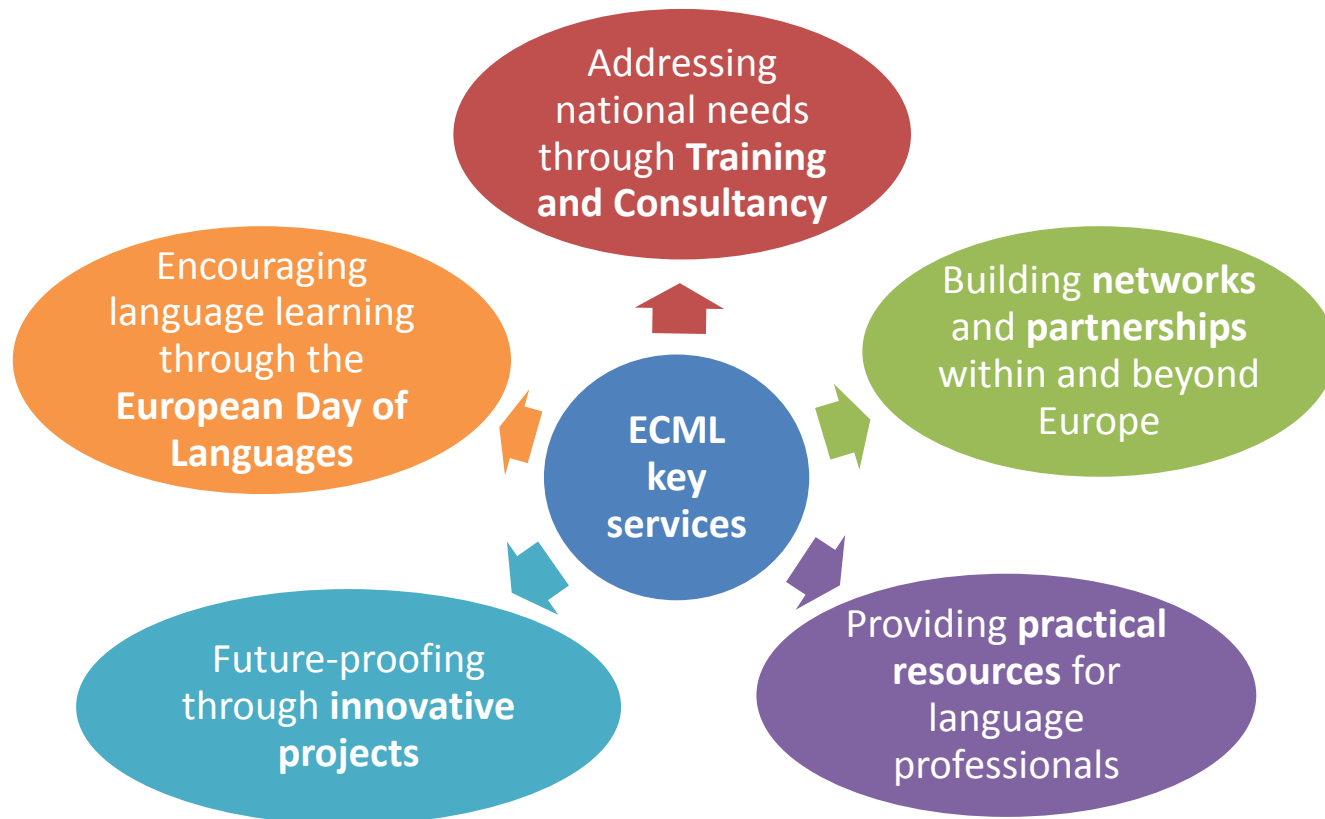 Addressing
national needs
through Training
and Consultancy
Encouraging
language learning
through the
European Day of
Languages
Building networks
and partnerships
within and beyond
Europe
ECML
key
services
Future-proofing
through innovative
projects
Providing practical
resources for
language
professionals